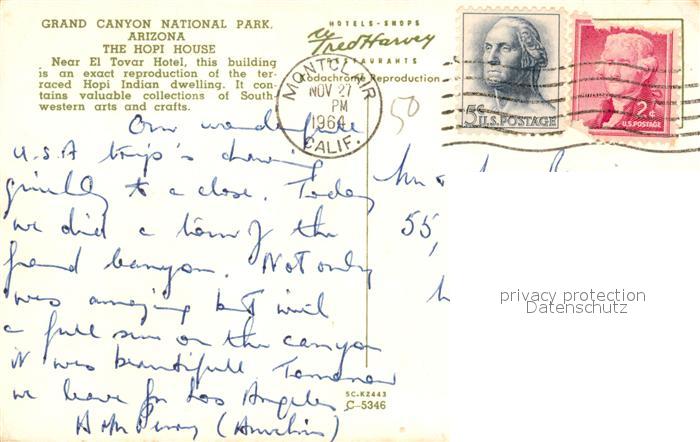 GRAND CANYON NATIONAL PARK,
ARIZONA
THE HOPI HOUSE
Near El Tovar Hotel, this building
is an exact reproduction of the ter-
raced Hopi Indian dwelling. It con-
tains valuable collections of South-
western arts and crafts.
HOTELS - SHOPS
Fred Harvey
RESTAURANTS
Kodachrome Reproduction
MONTCLAIR
NOV 27
PM
1964
CALIF.
50
5¢ U.S. POSTAGE
2¢
U.S. POSTAGE
Our
U.S.A trip's drawing
quickly to a close. Today
we did a tour of the
grand canyon. Not only
was amazing but with
a full sun on the canyon
it was beautifull. Tomorrow
we leave for Los Angeles
55,
privacy protection
Datenschutz
SC-K2443
C-5346